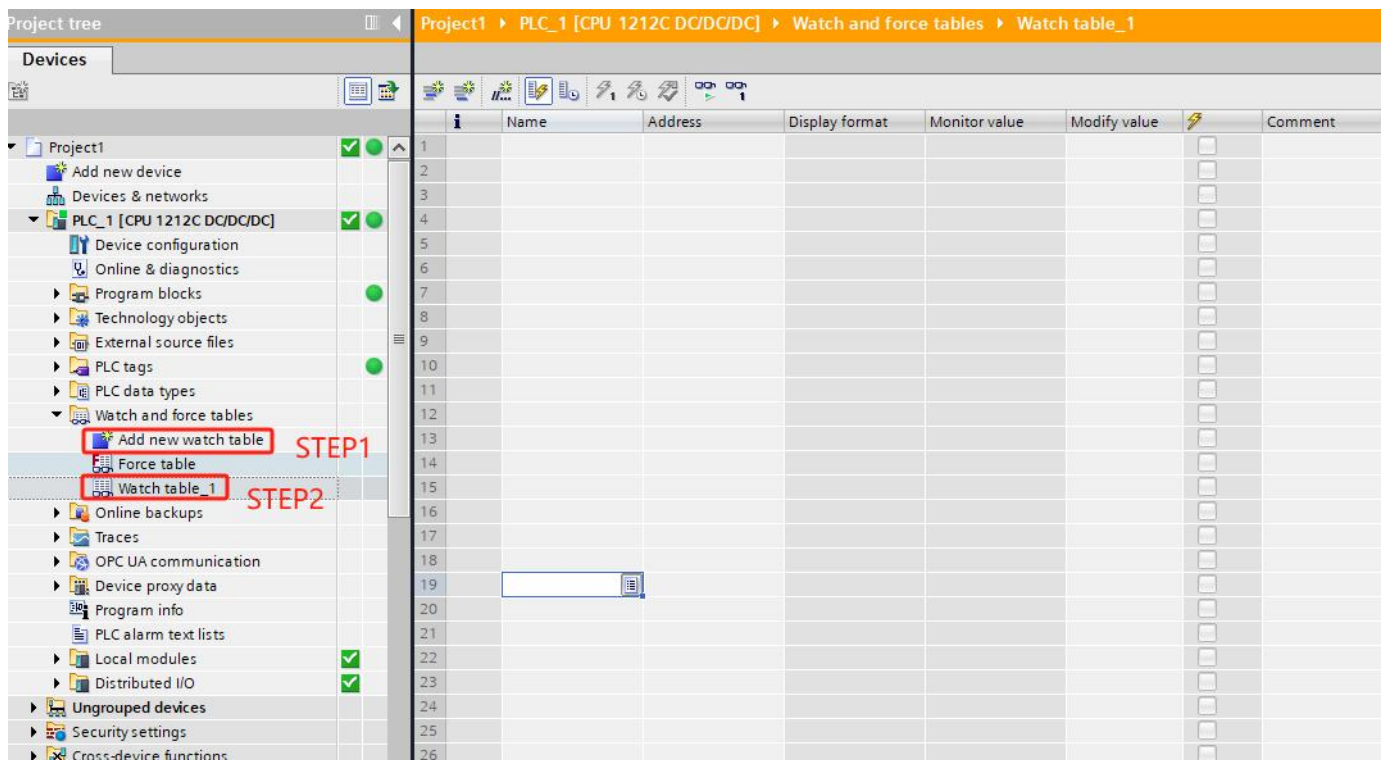 Project tree
Project1 ▸ PLC_1 [CPU 1212C DC/DC/DC] ▸ Watch and force tables ▸ Watch table_1
Devices
i Name Address Display format Monitor value Modify value Comment
Project1
Add new device
Devices & networks
PLC_1 [CPU 1212C DC/DC/DC]
Device configuration
Online & diagnostics
Program blocks
Technology objects
External source files
PLC tags
PLC data types
Watch and force tables
Add new watch table STEP1
Force table
Watch table_1 STEP2
Online backups
Traces
OPC UA communication
Device proxy data
Program info
PLC alarm text lists
Local modules
Distributed I/O
Ungrouped devices
Security settings
Cross-device functions
1
2
3
4
5
6
7
8
9
10
11
12
13
14
15
16
17
18
19
20
21
22
23
24
25
26